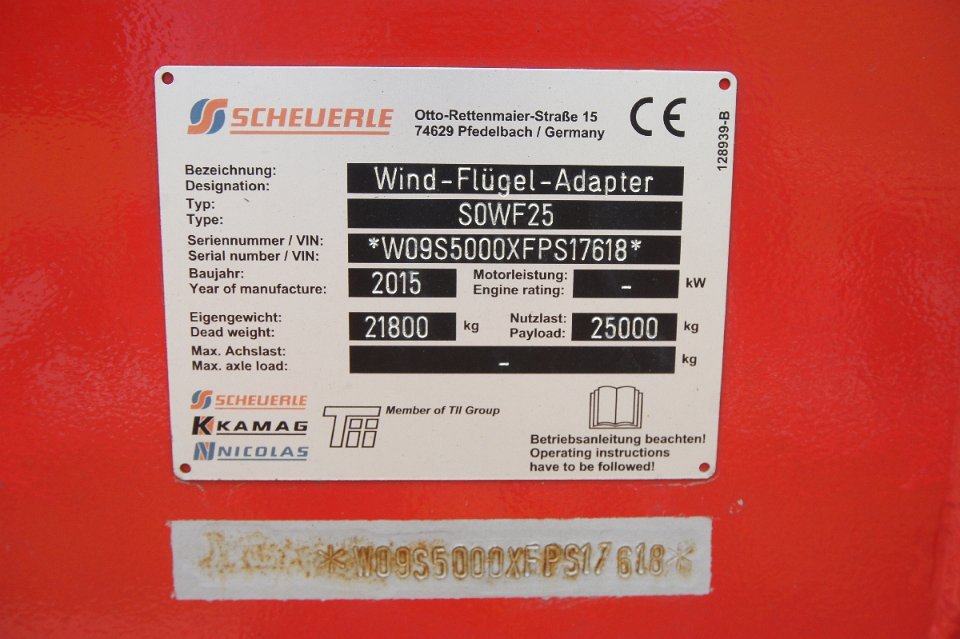 SCHEUERLE
Otto-Rettenmaier-Straße 15
74629 Pfedelbach / Germany
CE
128939-B
Bezeichnung:
Designation:
Wind-Flügel-Adapter
Typ:
Type:
SOWF25
Seriennummer / VIN:
Serial number / VIN:
*W09S5000XFPS17618*
Baujahr:
Year of manufacture:
2015
Motorleistung:
Engine rating:
- kW
Eigengewicht:
Dead weight:
21800 kg
Nutzlast:
Payload:
25000 kg
Max. Achslast:
Max. axle load:
- kg
SCHEUERLE
KAMAG
NICOLAS
TII
Member of TII Group
Betriebsanleitung beachten!
Operating instructions
have to be followed!
*W09S5000XFPS17618*